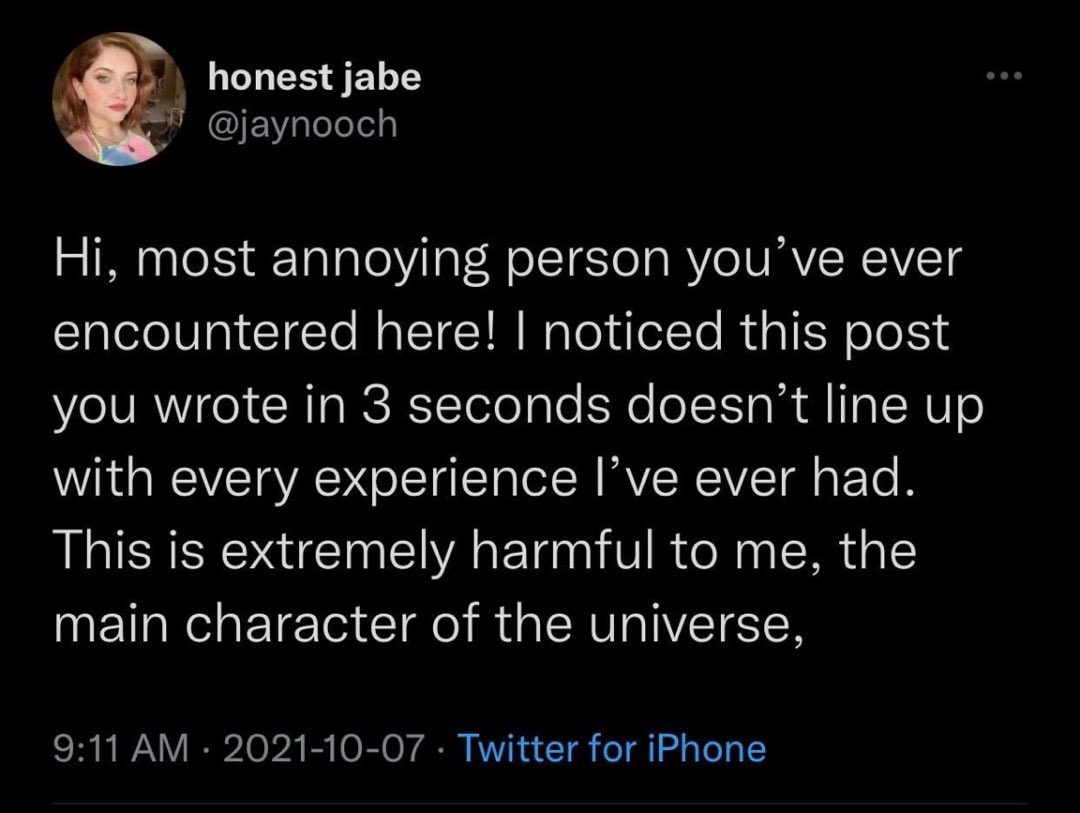 honest jabe
@jaynooch
Hi, most annoying person you’ve ever
encountered here! I noticed this post
you wrote in 3 seconds doesn’t line up
with every experience I’ve ever had.
This is extremely harmful to me, the
main character of the universe,
9:11 AM · 2021-10-07 · Twitter for iPhone